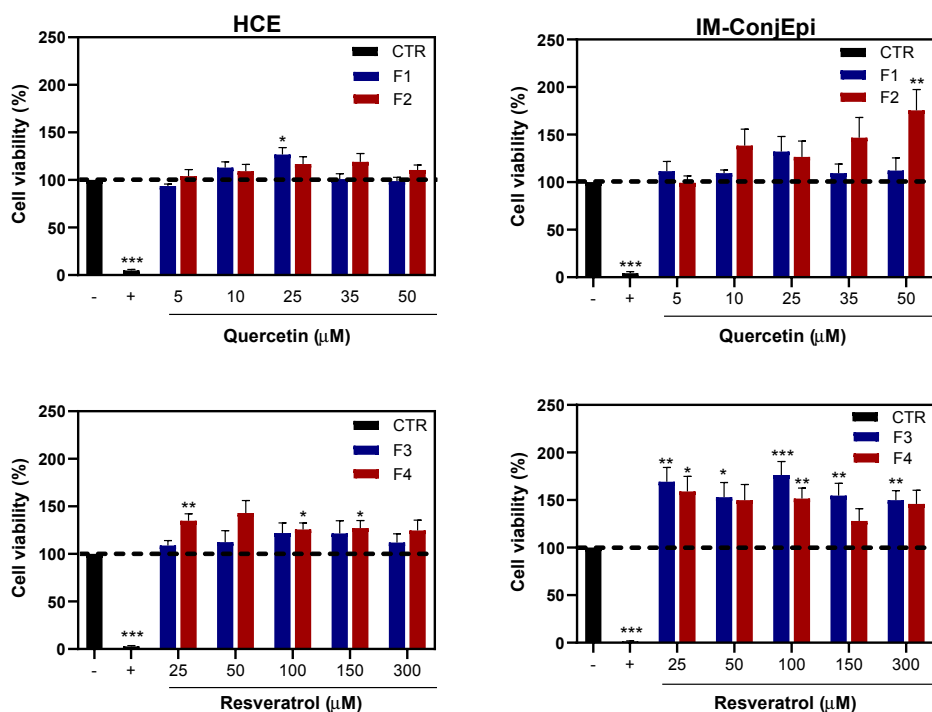 HCE
250
200
150
100
50
0
Cell viability (%)
CTR
F1
F2
*
***
- + 5 10 25 35 50
Quercetin (μM)
IM-ConjEpi
250
200
150
100
50
0
Cell viability (%)
CTR
F1
F2
**
***
- + 5 10 25 35 50
Quercetin (μM)
250
200
150
100
50
0
Cell viability (%)
CTR
F3
F4
** * *
***
- + 25 50 100 150 300
Resveratrol (μM)
250
200
150
100
50
0
Cell viability (%)
CTR
F3
F4
** * * *** ** ** **
***
- + 25 50 100 150 300
Resveratrol (μM)